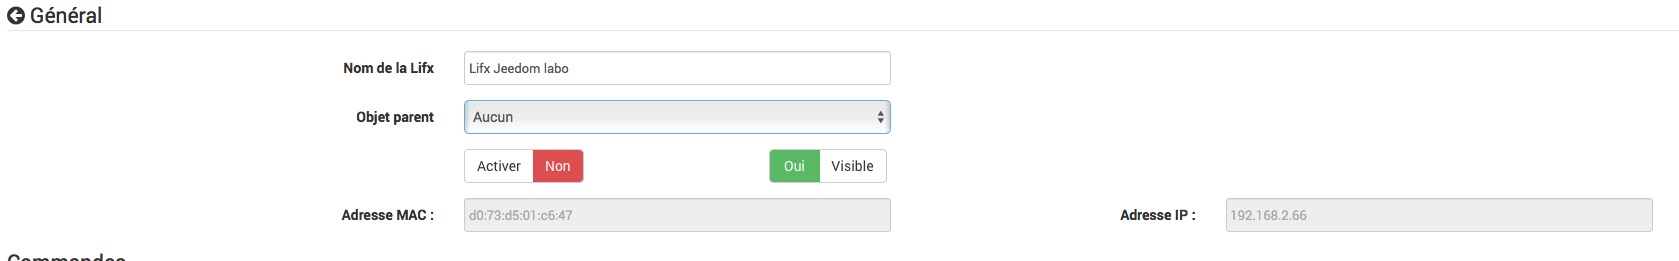 Général
Nom de la Lifx Lifx Jeedom labo
Objet parent Aucun
Activer Non Oui Visible
Adresse MAC : d0:73:d5:01:c6:47 Adresse IP : 192.168.2.66
Commandes